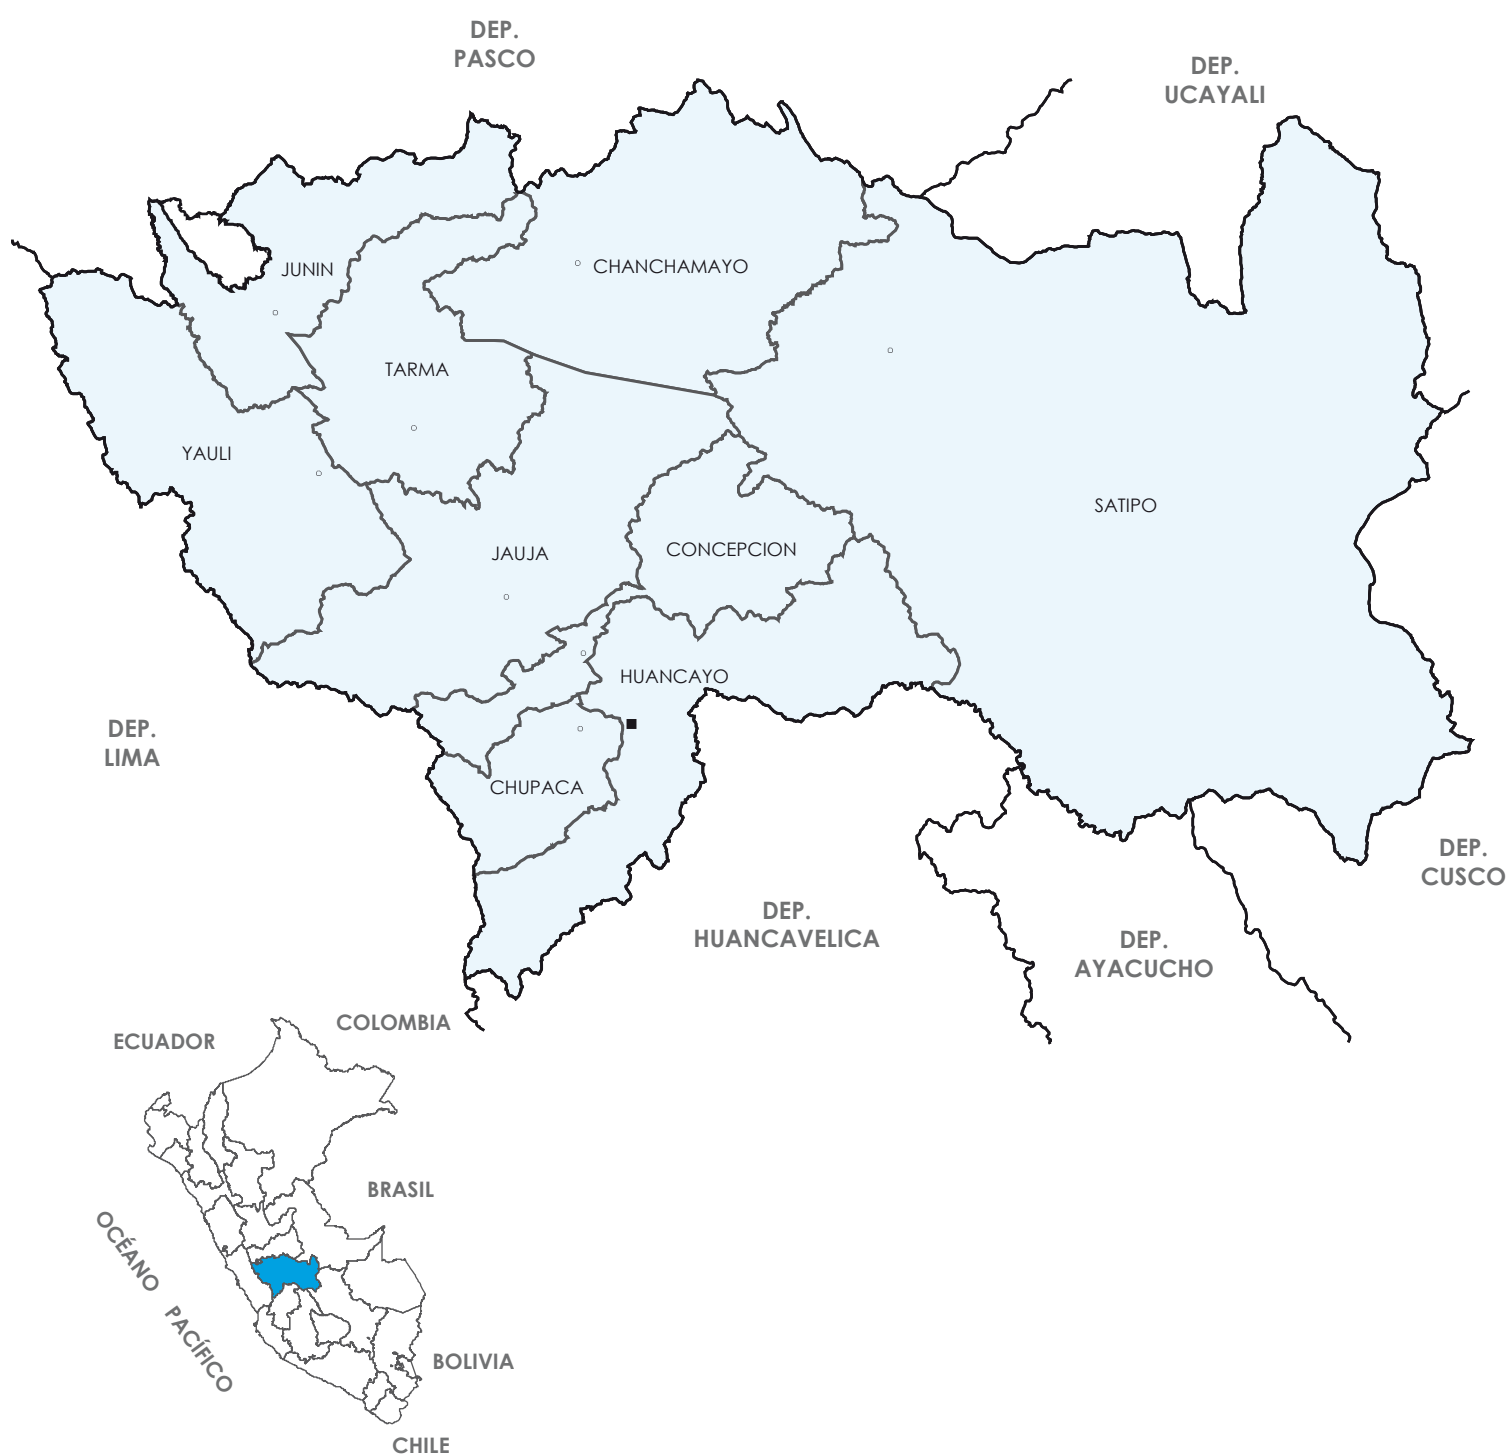 DEP.
PASCO
DEP.
UCAYALI
JUNIN
CHANCHAMAYO
TARMA
YAULI
SATIPO
JAUJA
CONCEPCION
HUANCAYO
DEP.
LIMA
CHUPACA
DEP.
CUSCO
DEP.
HUANCAVELICA
DEP.
AYACUCHO
COLOMBIA
ECUADOR
BRASIL
OCÉANO PACÍFICO
BOLIVIA
CHILE